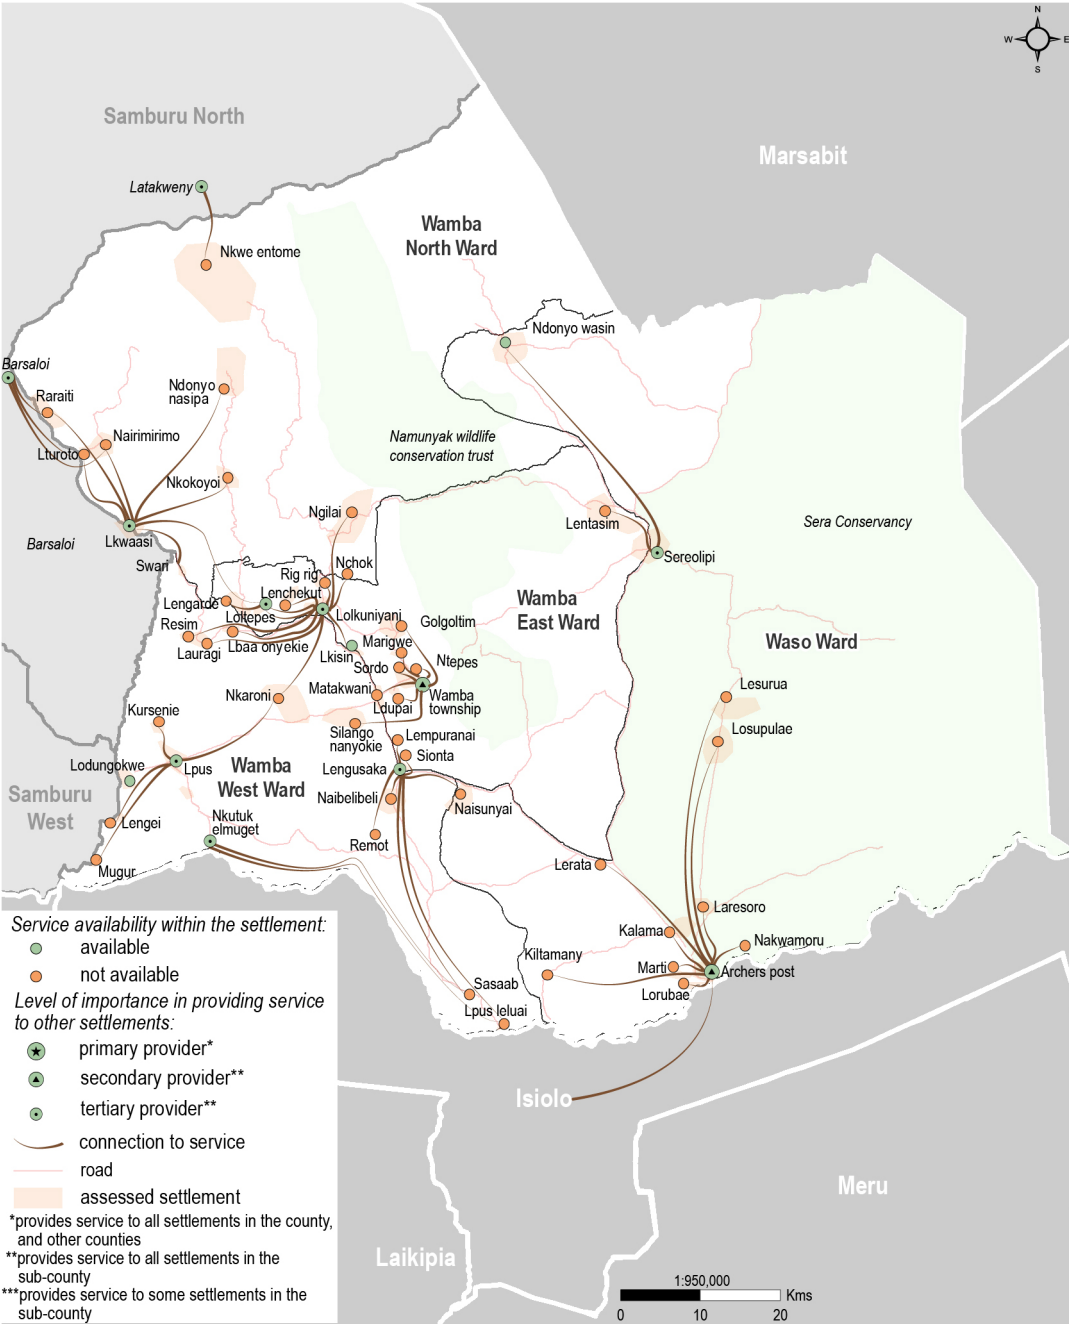 N
W
E
S
Samburu North
Marsabit
Latakweny
Wamba
North Ward
Nkwe entome
Ndonyo wasin
Barsaloi
Raraiti
Ndonyo
nasipa
Nairimirimo
Lturoto
Namunyak wildlife
conservation trust
Nkokoyoi
Ngilai
Lentasim
Sera Conservancy
Lkwaasi
Barsaloi
Sereolipi
Swari
Nchok
Rig rig
Lenchekut
Lengarde
Loltepes
Lolkuniyani
Golgoltim
Wamba
East Ward
Resim
Lauragi
Lbaa onyekie
Lkisin
Marigwe
Sordo
Ntepes
Waso Ward
Matakwani
Wamba
township
Ldupai
Nkaroni
Lesurua
Kursenie
Silango
nanyokie
Lempuranai
Losupulae
Sionta
Lodungokwe
Lpus
Wamba
West Ward
Lengusaka
Samburu
West
Naibelibeli
Naisunyai
Nkutuk
elmuget
Lengei
Remot
Mugur
Lerata
Laresoro
Kalama
Nakwamoru
Kiltamany
Marti
Archers post
Lorubae
Sasaab
Lpus leluai
Isiolo
Meru
Laikipia
Service availability within the settlement:
available
not available
Level of importance in providing service
to other settlements:
primary provider*
secondary provider**
tertiary provider**
connection to service
road
assessed settlement
*provides service to all settlements in the county,
and other counties
**provides service to all settlements in the
sub-county
***provides service to some settlements in the
sub-county
1:950,000
Kms
0
10
20